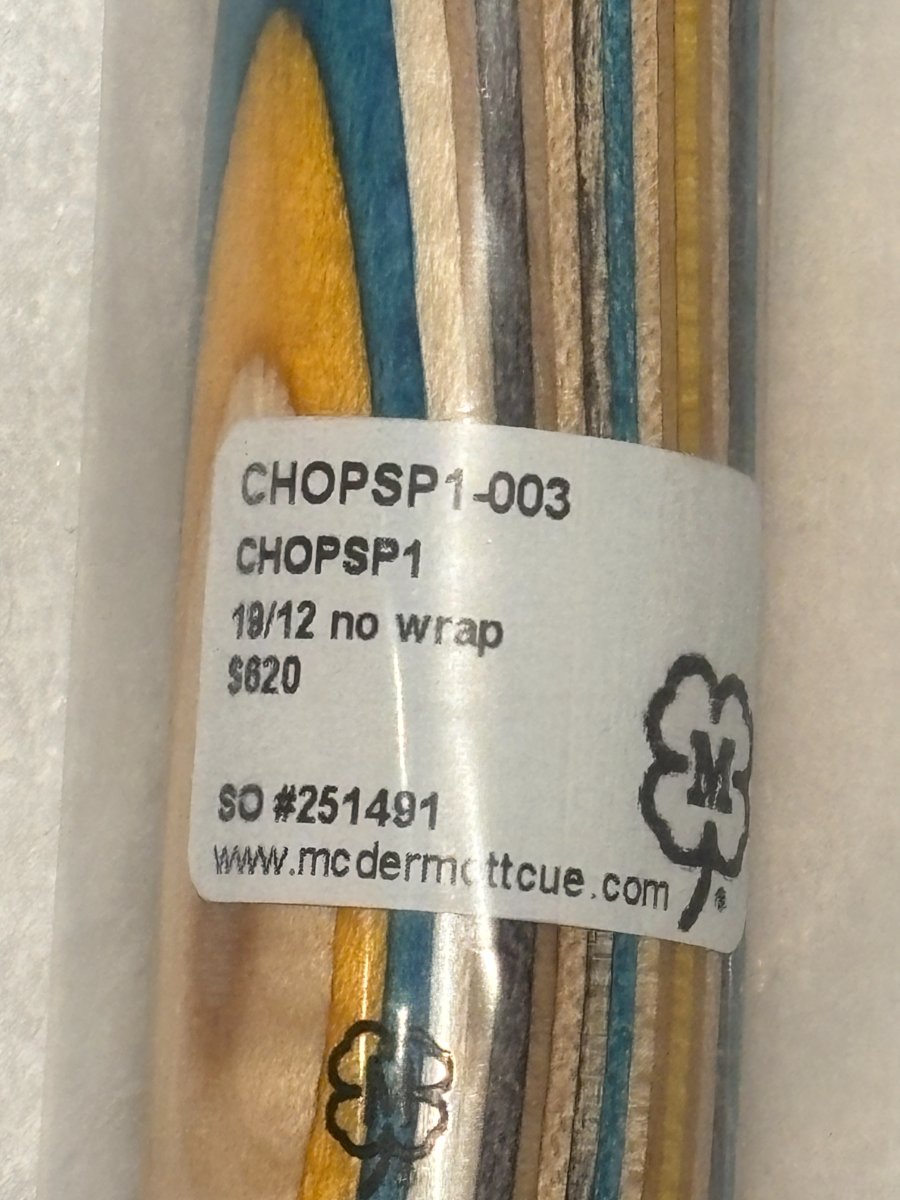 CHOPSP1-003
CHOPSP1
19/12 no wrap
$620
SO #251491
www.mcdermottcue.com
M
M